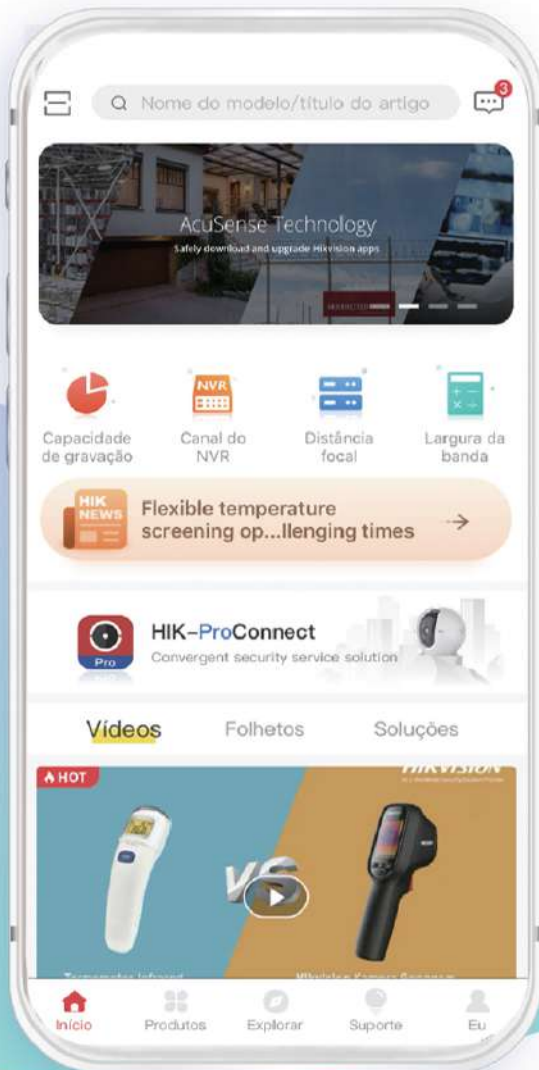 Nome do modelo/título do artigo
3
AcuSense Technology
Safely download and upgrade Hikvision apps
NVR
Capacidade
de gravação
Canal do
NVR
Distância
focal
Largura da
banda
HIK
NEWS
Flexible temperature
screening op...llenging times
Pro
HIK-ProConnect
Convergent security service solution
Vídeos
Folhetos
Soluções
HOT
HIKVISION
VS
Termometer Infrared
Início
Produtos
Explorar
Suporte
Eu